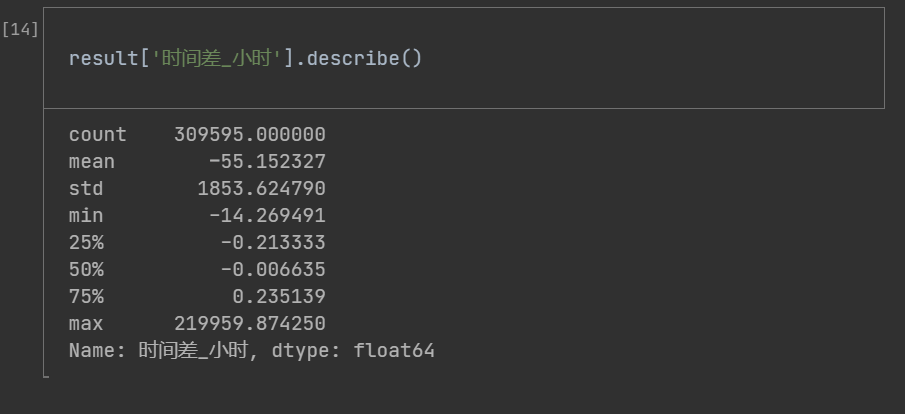 [14]
result['时间差_小时'].describe()
count    309595.000000
mean       -55.152327
std       1853.624790
min        -14.269491
25%         -0.213333
50%         -0.006635
75%          0.235139
max      219959.874250
Name: 时间差_小时, dtype: float64